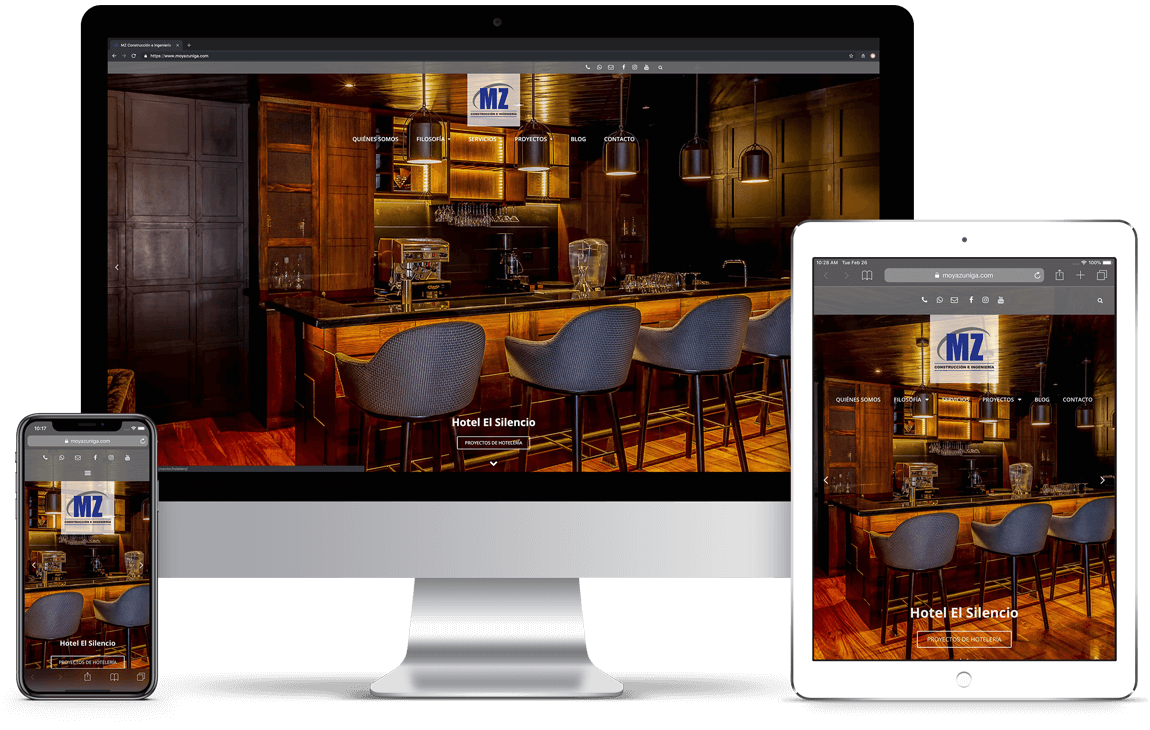 MZ Construcción e Ingeniería
https://www.moyazuniga.com
MZ
CONSTRUCCIÓN E INGENIERÍA
QUIÉNES SOMOS FILOSOFÍA SERVICIOS PROYECTOS BLOG CONTACTO
Hotel El Silencio
PROYECTOS DE HOTELERÍA
10:28 AM Tue Feb 26 100%
moyazuniga.com
MZ
CONSTRUCCIÓN E INGENIERÍA
QUIÉNES SOMOS FILOSOFÍA SERVICIOS PROYECTOS BLOG CONTACTO
Hotel El Silencio
PROYECTOS DE HOTELERÍA
10:17
moyazuniga.com
MZ
CONSTRUCCIÓN E INGENIERÍA
Hotel El Silencio
PROYECTOS DE HOTELERÍA